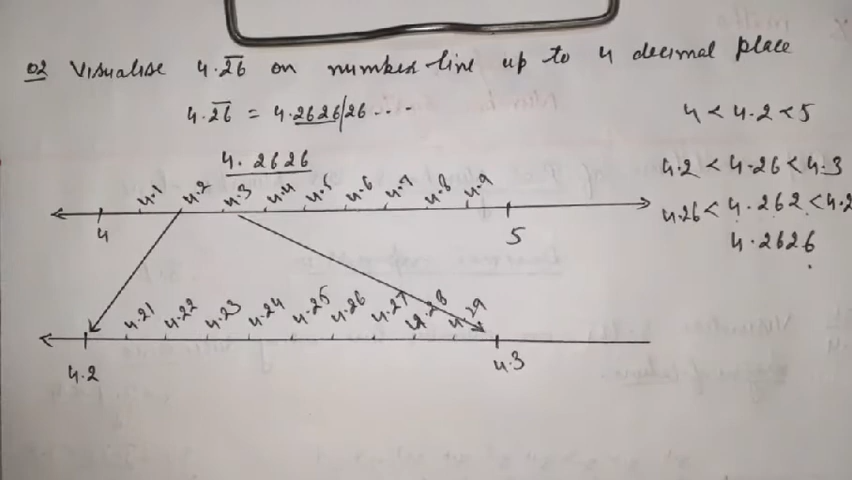 Q2 Visualise 4.2̅6̅ on number line up to 4 decimal place
4.2̅6̅ = 4.2626|26 ....
4 < 4.2 < 5
4.2626
4.2 < 4.26 < 4.3
4.1 4.2 4.3 4.4 4.5 4.6 4.7 4.8 4.9
4.26 < 4.262 < 4.2
4 5
4.2626
4.21 4.22 4.23 4.24 4.25 4.26 4.27 4.28 4.29
4.2 4.3